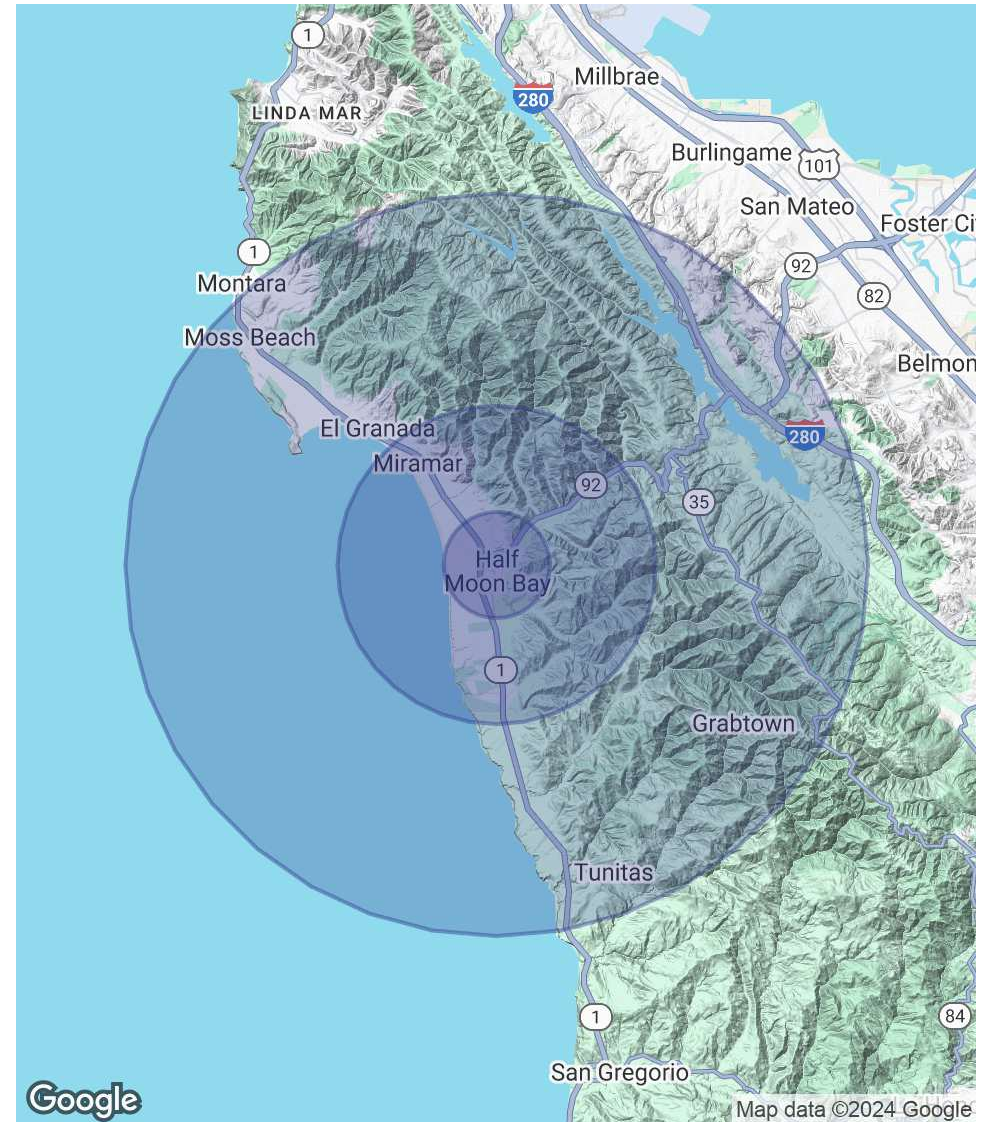 1
Millbrae
280
LINDA MAR
Burlingame
101
San Mateo
Foster Ci
1
92
Montara
82
Moss Beach
Belmon
El Granada
280
Miramar
92
35
Half
Moon Bay
1
Grabtown
Tunitas
1
84
San Gregorio
Google
Map data ©2024 Google